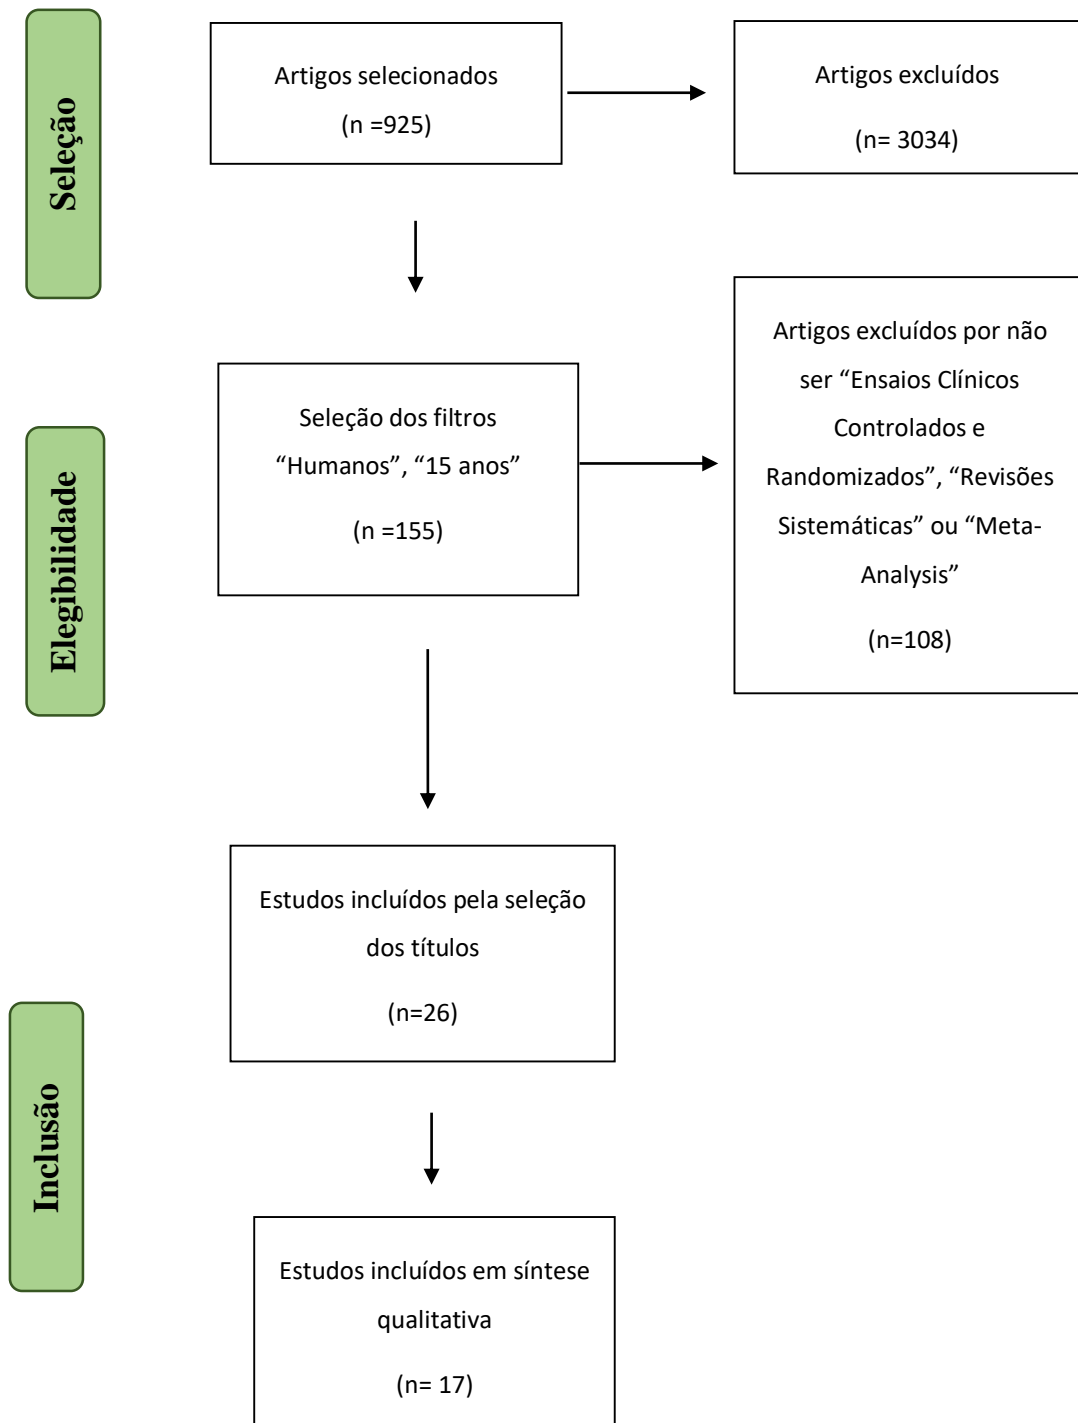 Seleção
Artigos selecionados
(n =925)
Artigos excluídos
(n= 3034)
Elegibilidade
Seleção dos filtros
“Humanos”, “15 anos”
(n =155)
Artigos excluídos por não
ser “Ensaios Clínicos
Controlados e
Randomizados”, “Revisões
Sistemáticas” ou “Meta-
Analysis”
(n=108)
Inclusão
Estudos incluídos pela seleção
dos títulos
(n=26)
Estudos incluídos em síntese
qualitativa
(n= 17)